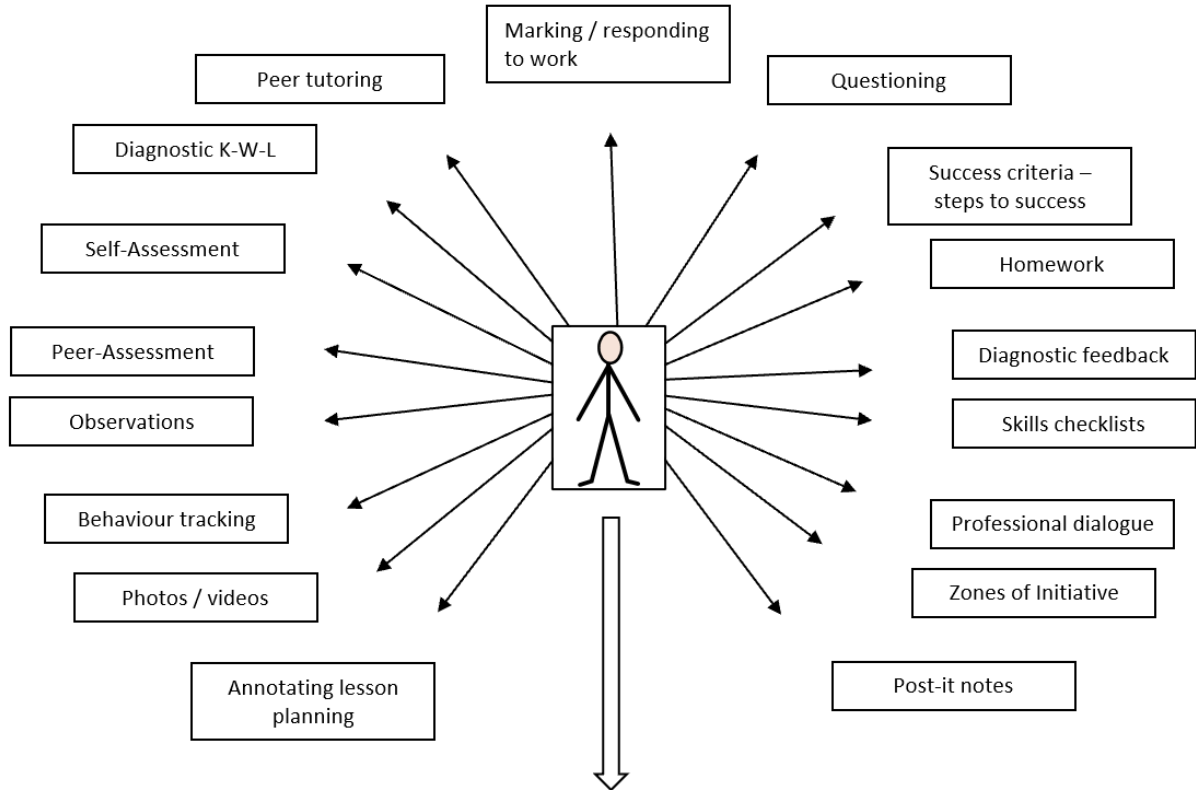 Marking / responding
to work
Peer tutoring
Questioning
Diagnostic K-W-L
Success criteria –
steps to success
Self-Assessment
Homework
Peer-Assessment
Diagnostic feedback
Observations
Skills checklists
Behaviour tracking
Professional dialogue
Photos / videos
Zones of Initiative
Annotating lesson
planning
Post-it notes